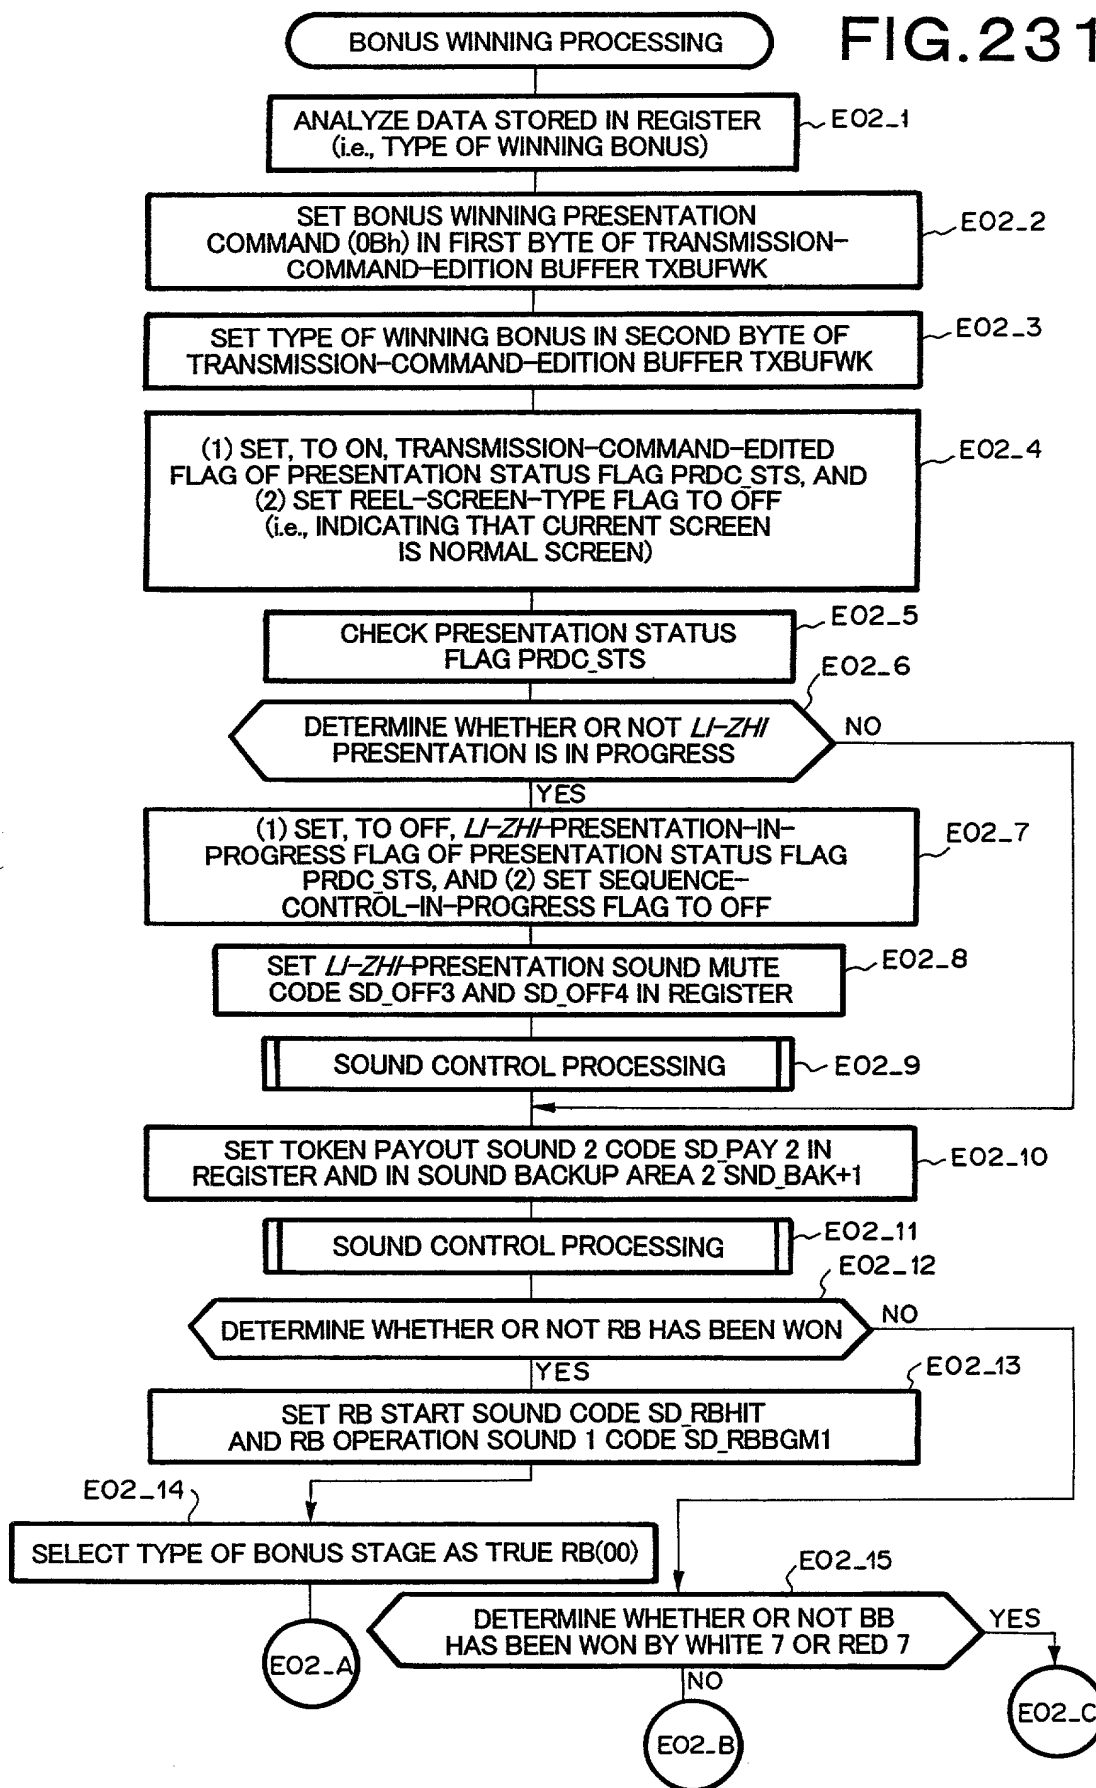 FIG.231
BONUS WINNING PROCESSING
ANALYZE DATA STORED IN REGISTER
(i.e., TYPE OF WINNING BONUS)
E02_1
SET BONUS WINNING PRESENTATION
COMMAND (0Bh) IN FIRST BYTE OF TRANSMISSION-
COMMAND-EDITION BUFFER TXBUFWK
E02_2
SET TYPE OF WINNING BONUS IN SECOND BYTE OF
TRANSMISSION-COMMAND-EDITION BUFFER TXBUFWK
E02_3
(1) SET, TO ON, TRANSMISSION-COMMAND-EDITED
FLAG OF PRESENTATION STATUS FLAG PRDC_STS, AND
(2) SET REEL-SCREEN-TYPE FLAG TO OFF
(i.e., INDICATING THAT CURRENT SCREEN
IS NORMAL SCREEN)
E02_4
CHECK PRESENTATION STATUS
FLAG PRDC_STS
E02_5
E02_6
DETERMINE WHETHER OR NOT LI-ZHI
PRESENTATION IS IN PROGRESS
NO
YES
(1) SET, TO OFF, LI-ZHI-PRESENTATION-IN-
PROGRESS FLAG OF PRESENTATION STATUS FLAG
PRDC_STS, AND (2) SET SEQUENCE-
CONTROL-IN-PROGRESS FLAG TO OFF
E02_7
SET LI-ZHI-PRESENTATION SOUND MUTE
CODE SD_OFF3 AND SD_OFF4 IN REGISTER
E02_8
SOUND CONTROL PROCESSING
E02_9
SET TOKEN PAYOUT SOUND 2 CODE SD_PAY 2 IN
REGISTER AND IN SOUND BACKUP AREA 2 SND_BAK+1
E02_10
SOUND CONTROL PROCESSING
E02_11
E02_12
DETERMINE WHETHER OR NOT RB HAS BEEN WON
NO
YES
E02_13
SET RB START SOUND CODE SD_RBHIT
AND RB OPERATION SOUND 1 CODE SD_RBBGM1
E02_14
SELECT TYPE OF BONUS STAGE AS TRUE RB(00)
E02_15
DETERMINE WHETHER OR NOT BB
HAS BEEN WON BY WHITE 7 OR RED 7
YES
NO
E02_A
E02_B
E02_C